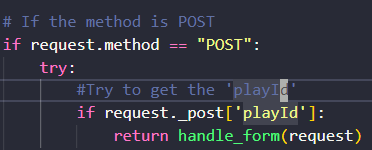 # If the method is POST
if request.method == "POST":
try:
#Try to get the 'playId'
if request._post['playId']:
return handle_form(request)